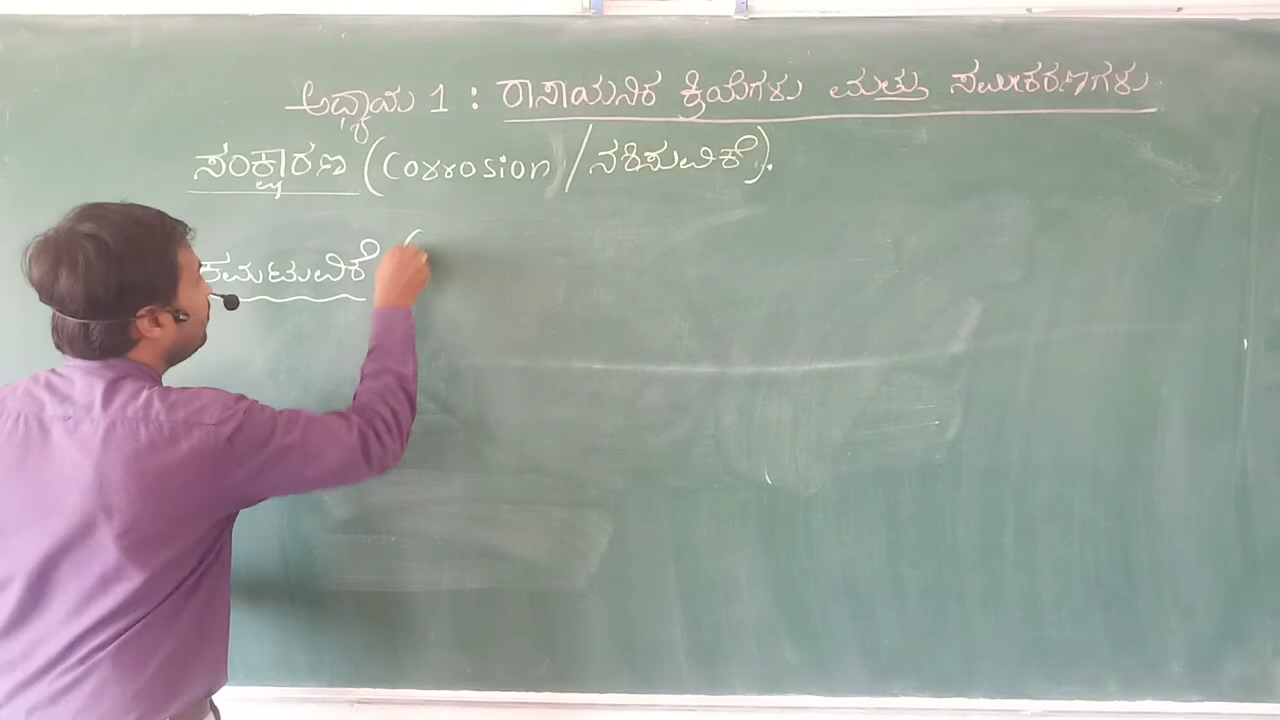 ಅಧ್ಯಾಯ 1 : ರಾಸಾಯನಿಕ ಕ್ರಿಯೆಗಳು ಮತ್ತು ಸಮೀಕರಣಗಳು.
ಸಂಕ್ಷಾರಣ (Corrosion / ನಶಿಸುವಿಕೆ).
ಕಮಟುವಿಕೆ (